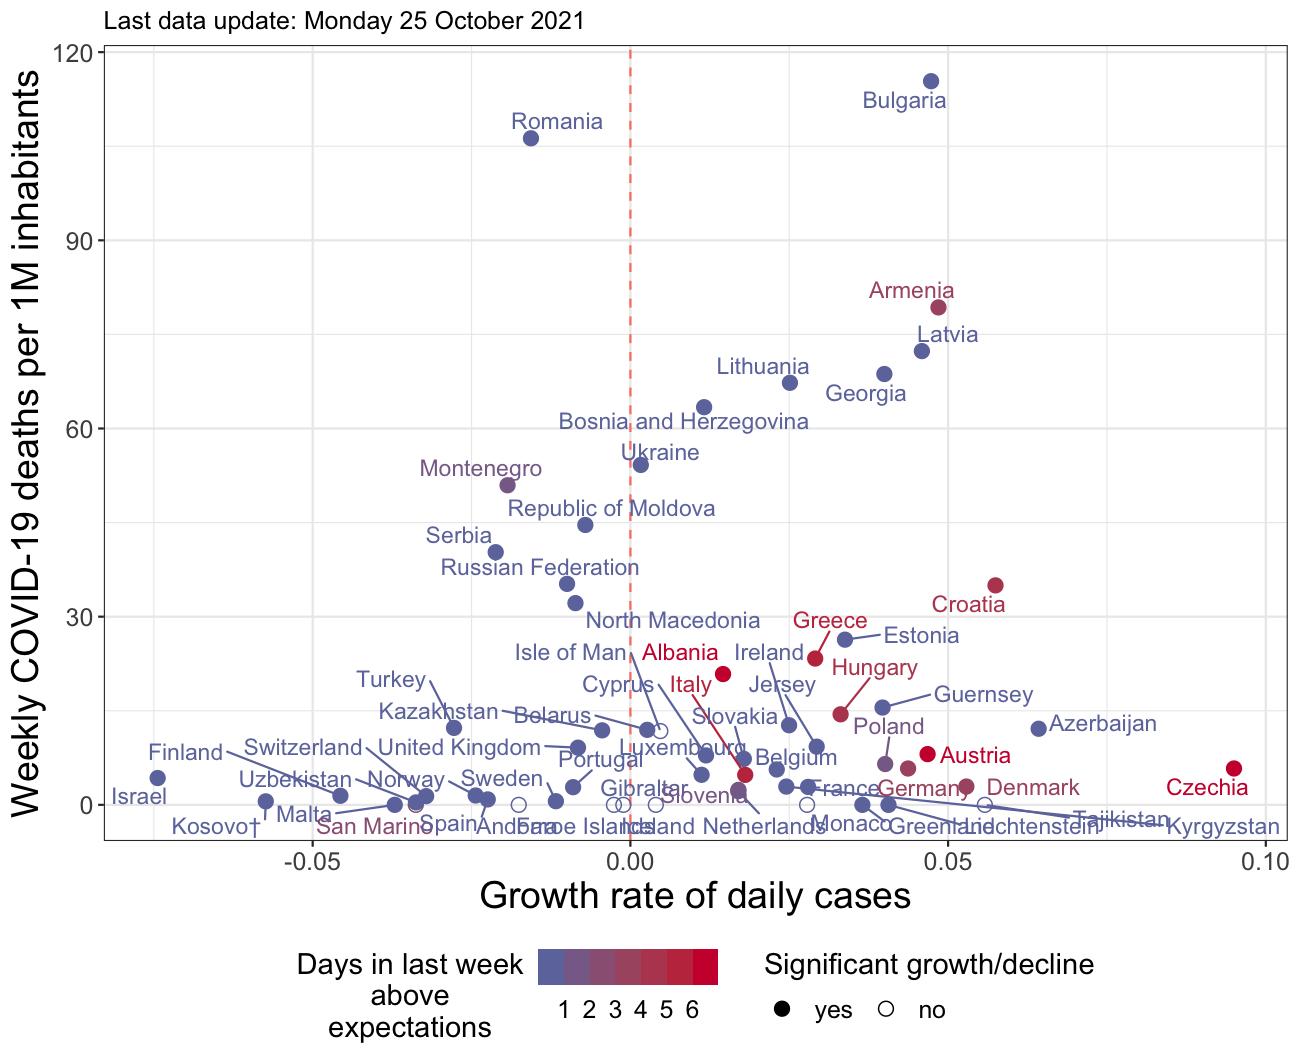 Last data update: Monday 25 October 2021
Weekly COVID-19 deaths per 1M inhabitants
120
Bulgaria
Romania
90
Armenia
Latvia
Lithuania
Georgia
Bosnia and Herzegovina
60
Ukraine
Montenegro
Republic of Moldova
Serbia
Russian Federation
Croatia
30
North Macedonia
Greece
Estonia
Isle of Man
Albania
Ireland
Hungary
Turkey
Cyprus
Italy
Jersey
Guernsey
Kazakhstan
Belarus
Slovakia
Poland
Azerbaijan
Finland
Switzerland
United Kingdom
Luxembourg
Portugal
Belgium
Austria
Uzbekistan
Norway
Sweden
Israel
Gibraltar
Slovenia
France
Germany
Denmark
Czechia
0
Malta
Kosovo†
San Marino
Spain
Andorra
Faroe Islands
Iceland
Netherlands
Monaco
Greenland
Liechtenstein
Tajikistan
Kyrgyzstan
-0.05
0.00
0.05
0.10
Growth rate of daily cases
Days in last week
above
expectations
1 2 3 4 5 6
Significant growth/decline
yes
no